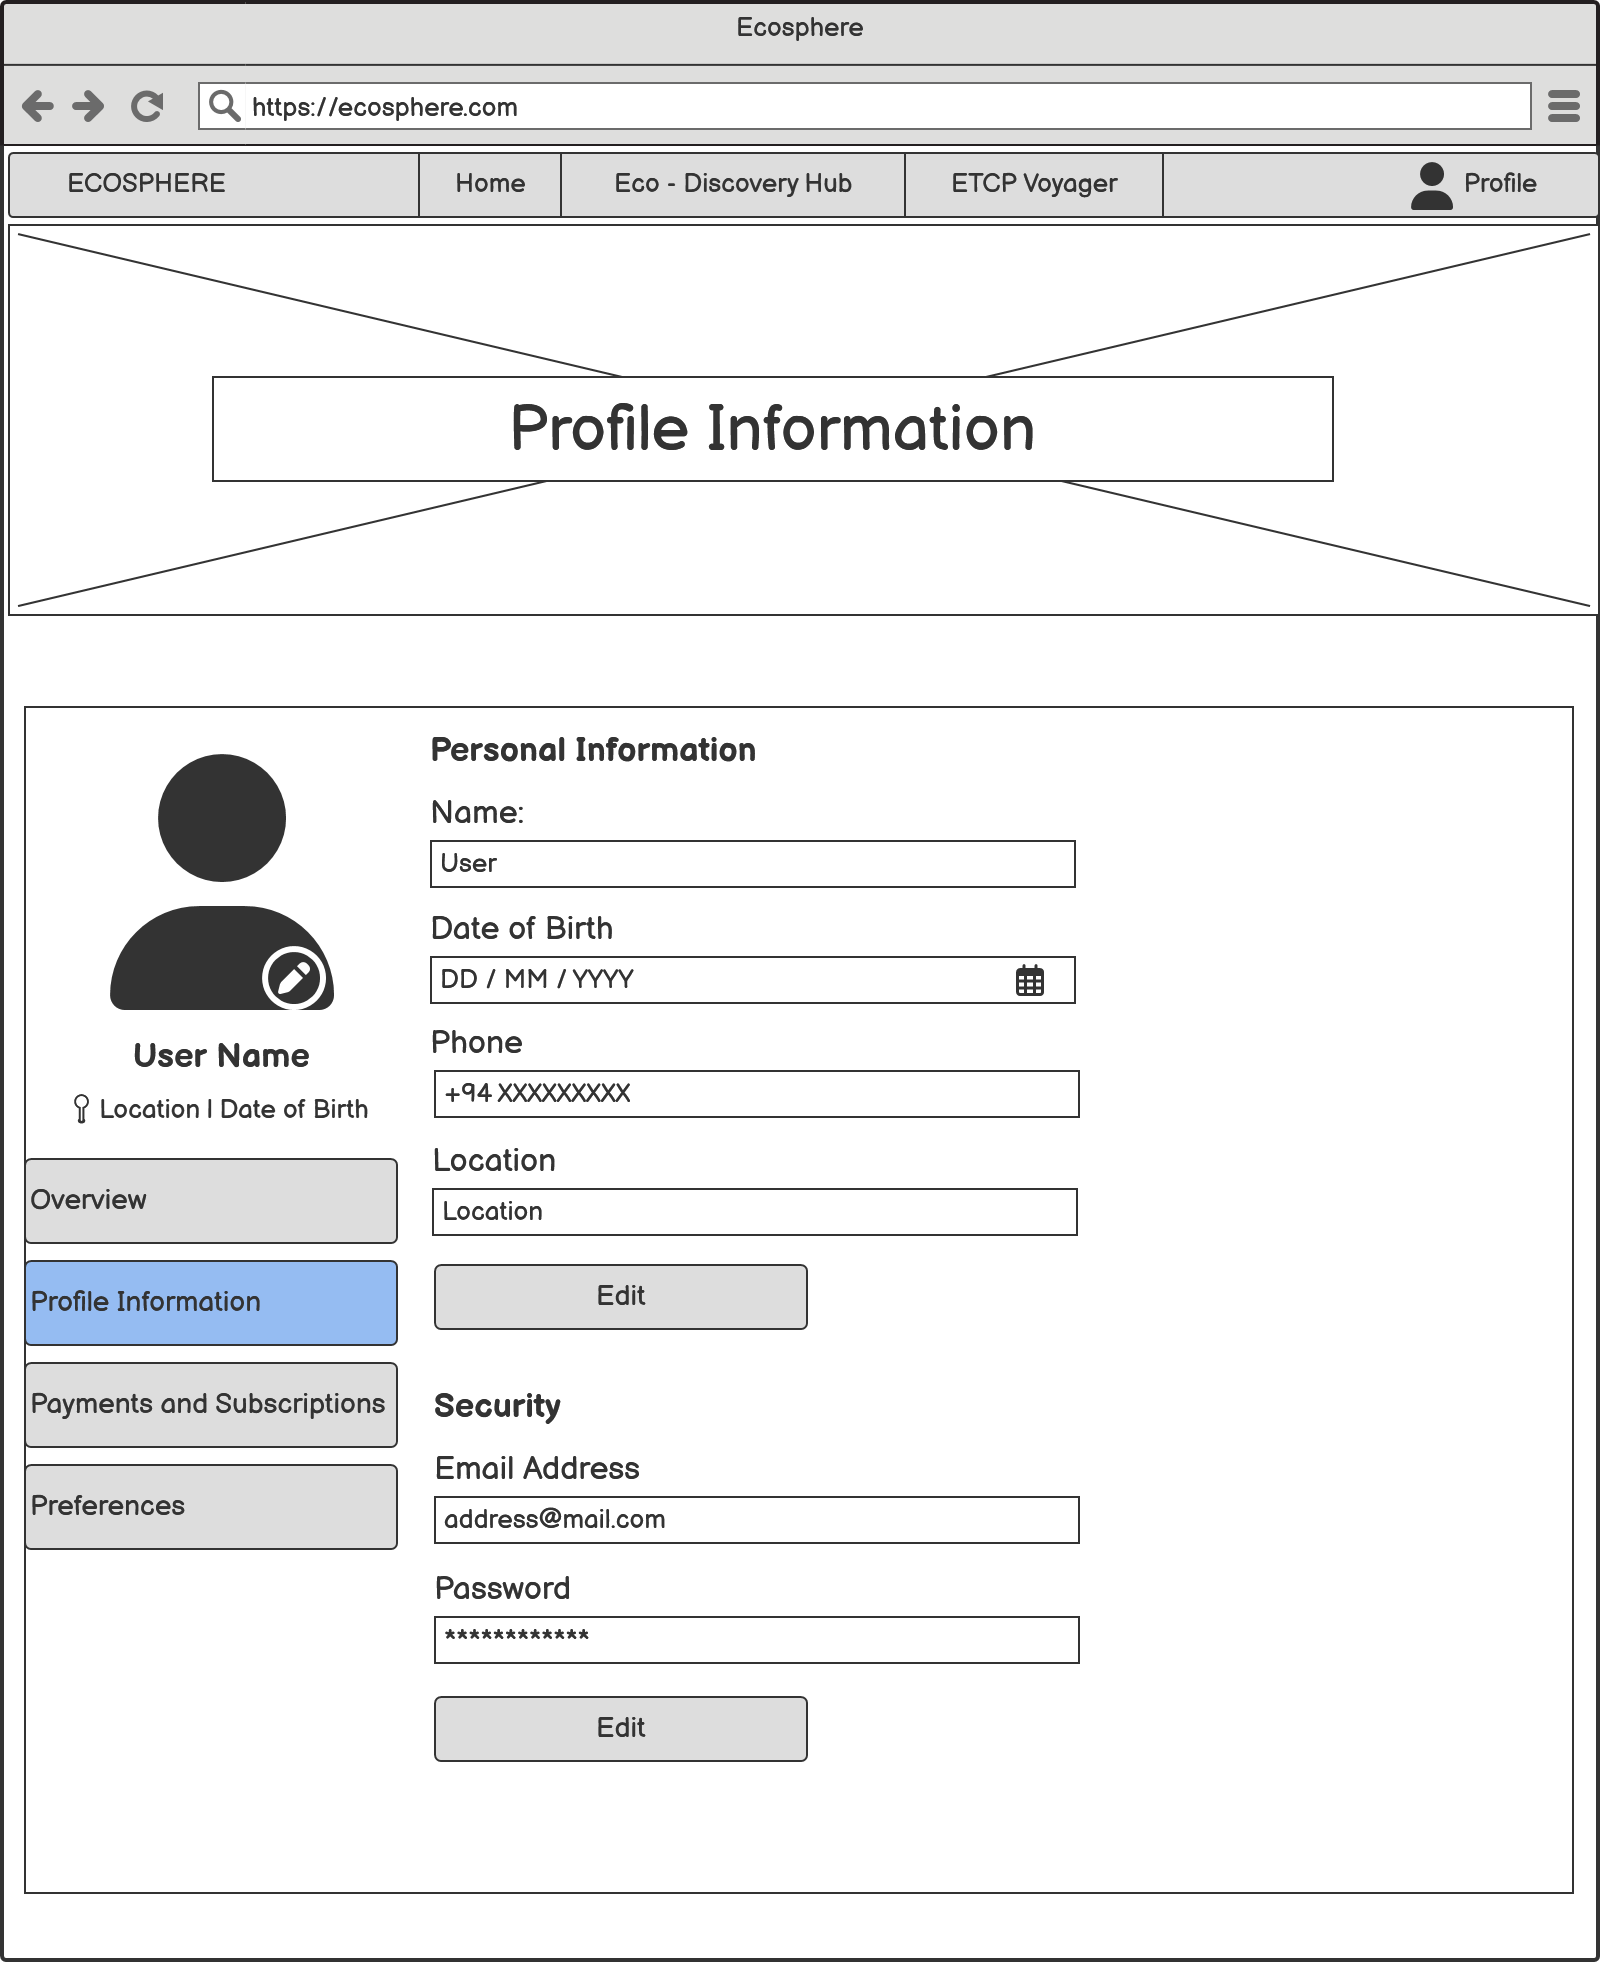 Ecosphere
https://ecosphere.com
ECOSPHERE Home Eco - Discovery Hub ETCP Voyager Profile
Profile Information
Personal Information
Name:
User
Date of Birth
DD / MM / YYYY
Phone
+94 XXXXXXXXX
Location
Location
Edit
User Name
Location | Date of Birth
Overview
Profile Information
Payments and Subscriptions
Preferences
Security
Email Address
address@mail.com
Password
************
Edit